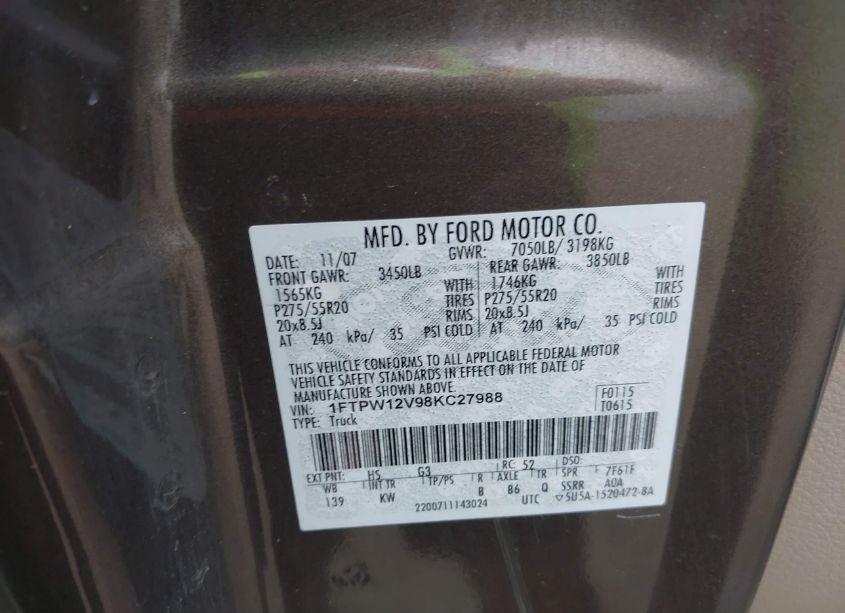 MFD. BY FORD MOTOR CO.
DATE: 11/07 GVWR: 7050LB/ 3198KG
FRONT GAWR: 3450LB REAR GAWR: 3850LB
1565KG WITH 1746KG WITH
P275/55R20 TIRES P275/55R20 TIRES
20x8.5J RIMS 20x8.5J RIMS
AT 240 kPa/ 35 PSI COLD AT 240 kPa/ 35 PSI COLD
THIS VEHICLE CONFORMS TO ALL APPLICABLE FEDERAL MOTOR
VEHICLE SAFETY STANDARDS IN EFFECT ON THE DATE OF
MANUFACTURE SHOWN ABOVE.
VIN: 1FTPW12V98KC27988 F0115
TYPE: Truck T0615
EXT PNT: HS G3 RC: 52 DSO:
WB INT TR TP/PS R AXLE TR SPR 7F61F
139 KW B B6 Q SSRR AOA
2200711143024 UTC ▽5U5A-1520472-BA